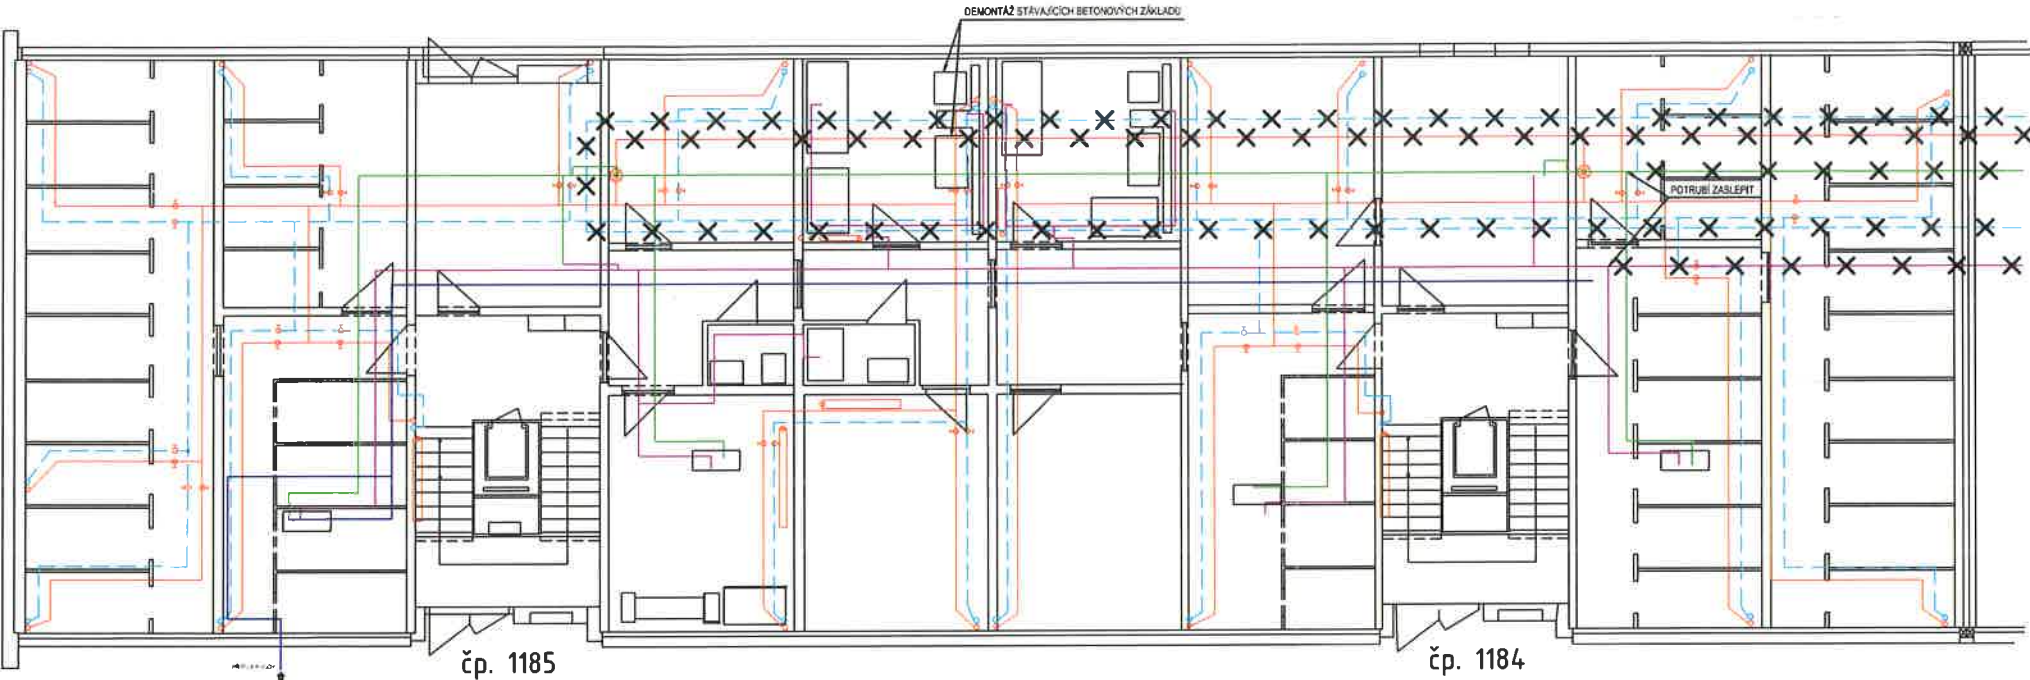 DEMONTÁŽ STÁVAJÍCÍCH BETONOVÝCH ZÁKLADŮ
POTRUBÍ ZASLEPIT
čp. 1185
čp. 1184